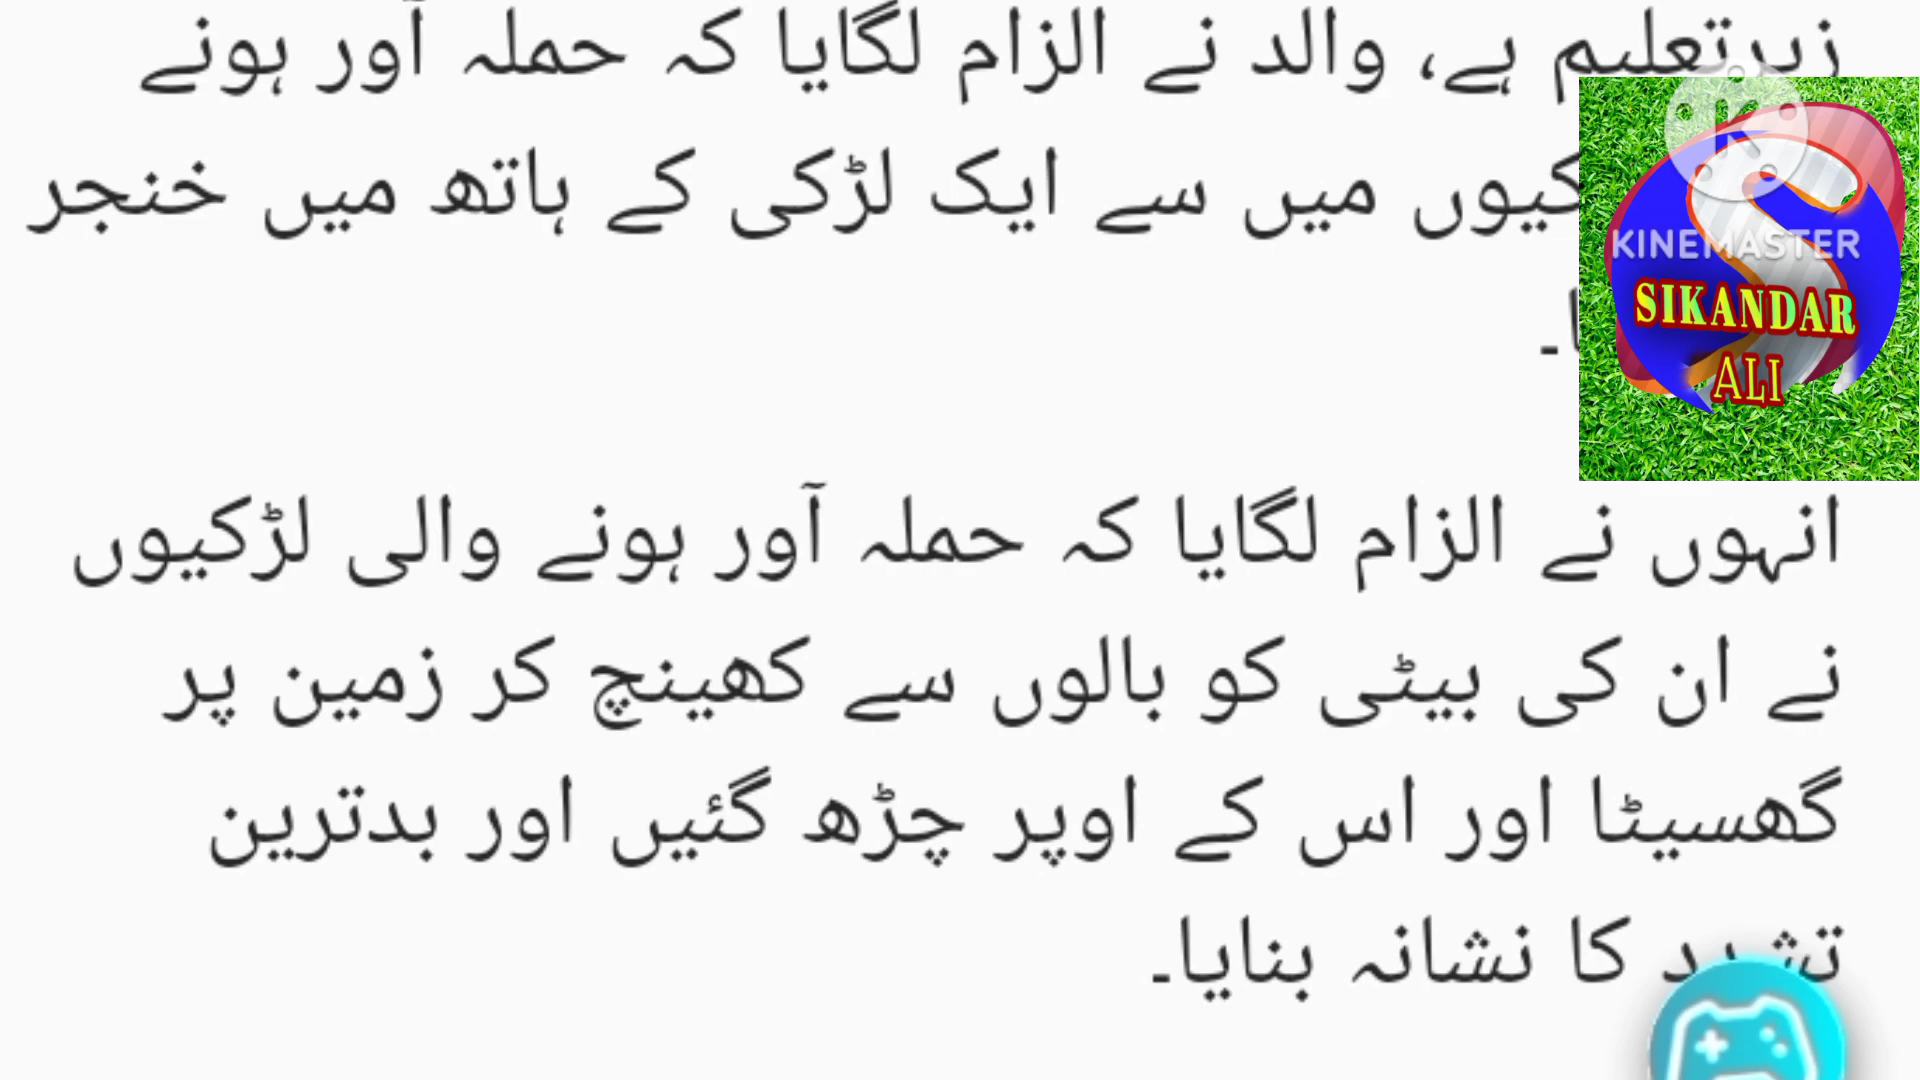 زیرتعلیم ہے، والد نے الزام لگایا کہ حملہ آور ہونے
کیوں میں سے ایک لڑکی کے ہاتھ میں خنجر
KINEMASTER
SIKANDAR
ALI
انہوں نے الزام لگایا کہ حملہ آور ہونے والی لڑکیوں
نے ان کی بیٹی کو بالوں سے کھینچ کر زمین پر
گھسیٹا اور اس کے اوپر چڑھ گئیں اور بدترین
تشدد کا نشانہ بنایا۔